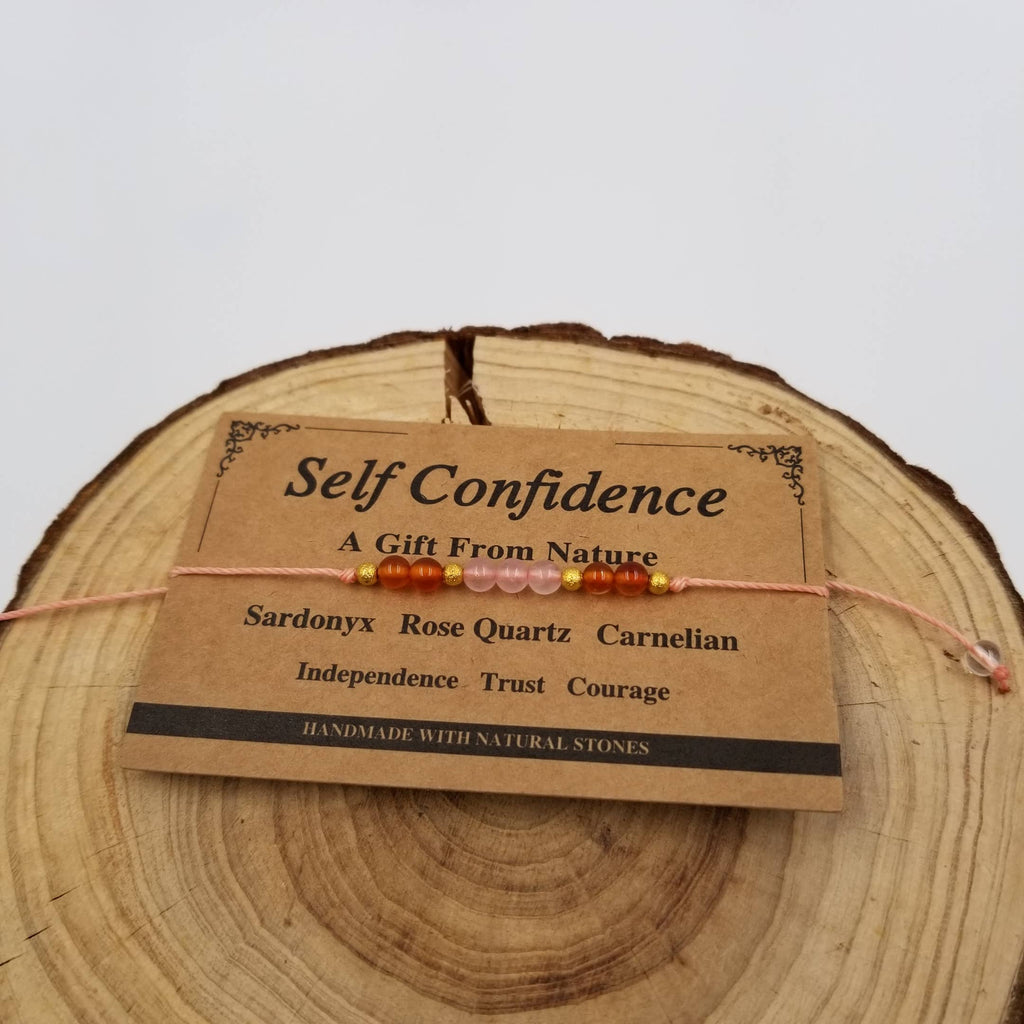 Self Confidence
A Gift From Nature
Sardonyx Rose Quartz Carnelian
Independence Trust Courage
HANDMADE WITH NATURAL STONES